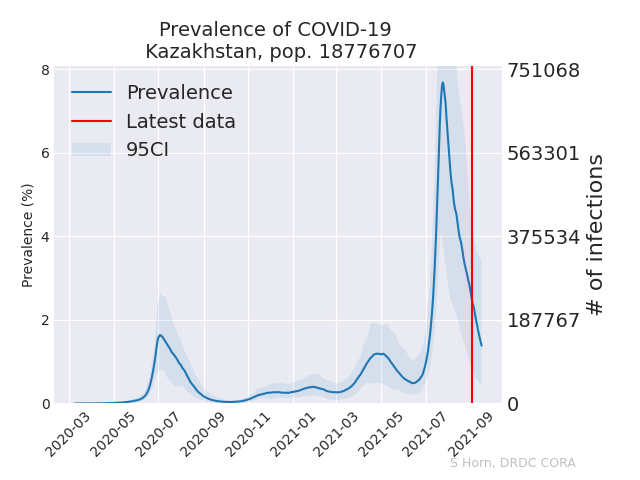 Prevalence of COVID-19
Kazakhstan, pop. 18776707
Prevalence
Latest data
95CI
8
6
4
2
0
Prevalence (%)
751068
563301
375534
187767
0
# of infections
2020-03
2020-05
2020-07
2020-09
2020-11
2021-01
2021-03
2021-05
2021-07
2021-09
S Horn, DRDC CORA